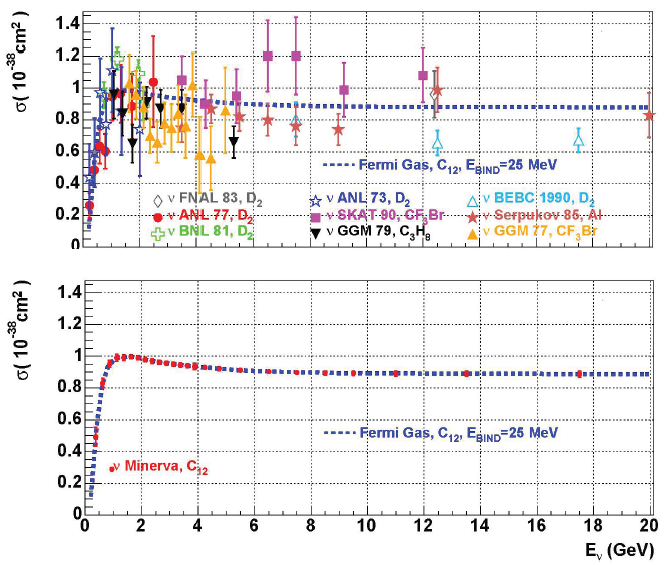 σ( 10⁻³⁸cm²)
1.4
1.2
1
0.8
0.6
0.4
0.2
0
Fermi Gas, C₁₂, E_BIND=25 MeV
ν FNAL 83, D₂ ν ANL 73, D₂ ν BEBC 1990, D₂
ν ANL 77, D₂ ν SKAT 90, CF₃Br ν Serpukov 85, Al
ν BNL 81, D₂ ν GGM 79, C₃H₈ ν GGM 77, CF₃Br
σ( 10⁻³⁸cm²)
1.4
1.2
1
0.8
0.6
0.4
0.2
0
Fermi Gas, C₁₂, E_BIND=25 MeV
ν Minerva, C₁₂
0 2 4 6 8 10 12 14 16 18 20
E_ν (GeV)